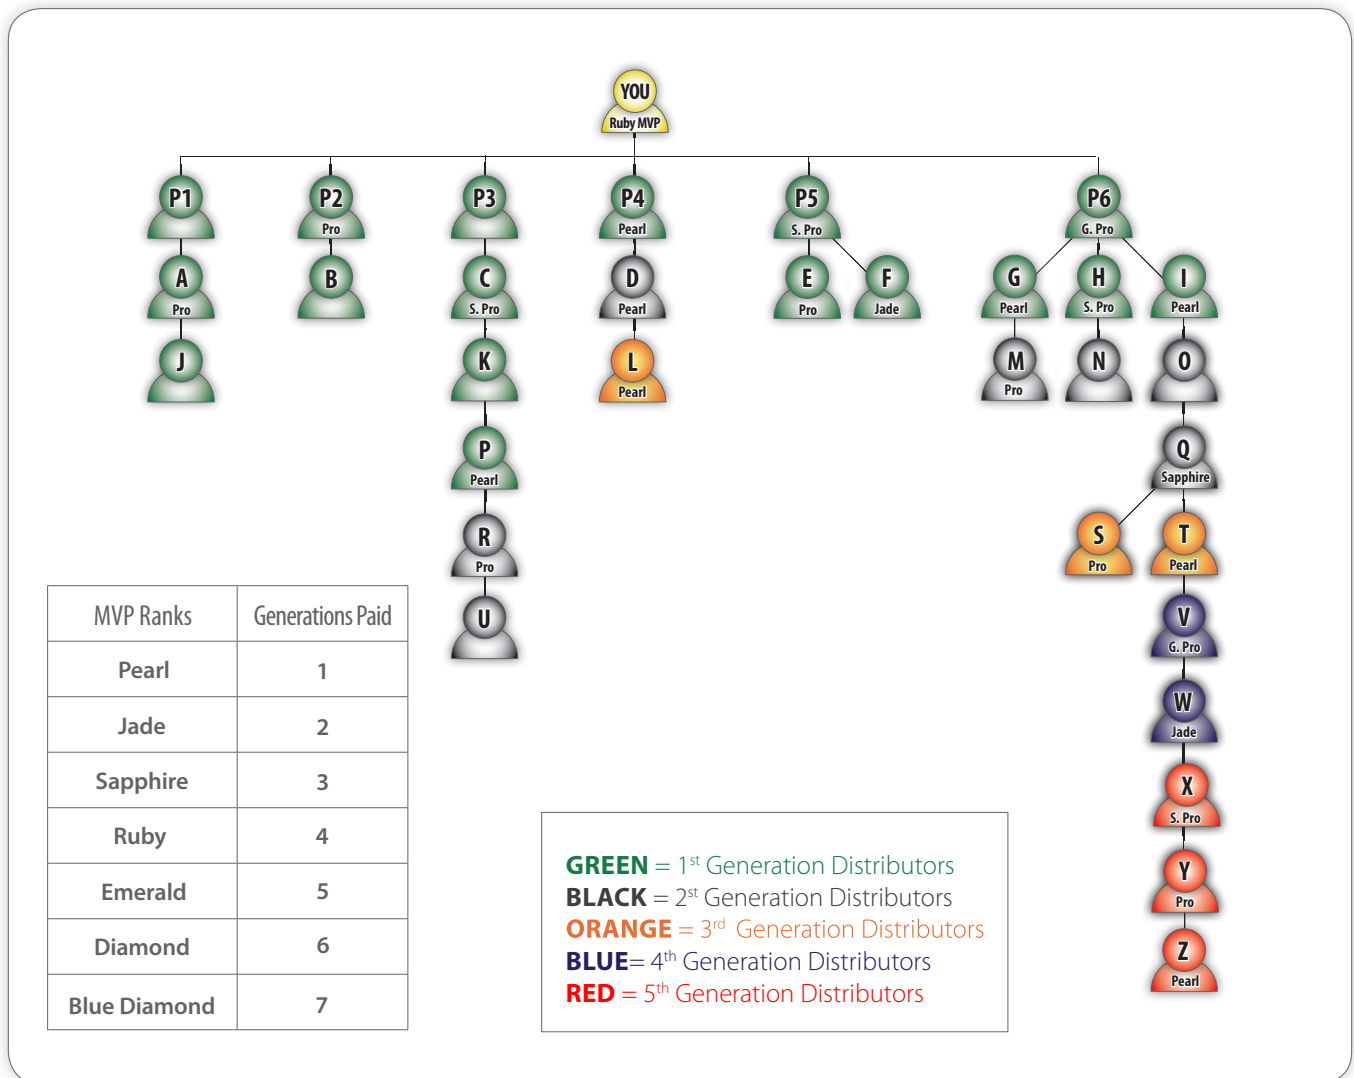 YOU
Ruby MVP
P1
P2
Pro
P3
P4
Pearl
P5
S. Pro
P6
G. Pro
A
Pro
B
C
S. Pro
D
Pearl
E
Pro
F
Jade
G
Pearl
H
S. Pro
I
Pearl
J
K
L
Pearl
M
Pro
N
O
P
Pearl
Q
Sapphire
R
Pro
S
Pro
T
Pearl
U
V
G. Pro
W
Jade
X
S. Pro
Y
Pro
Z
Pearl
MVP Ranks Generations Paid
Pearl 1
Jade 2
Sapphire 3
Ruby 4
Emerald 5
Diamond 6
Blue Diamond 7
GREEN = 1st Generation Distributors
BLACK = 2st Generation Distributors
ORANGE = 3rd Generation Distributors
BLUE= 4th Generation Distributors
RED = 5th Generation Distributors